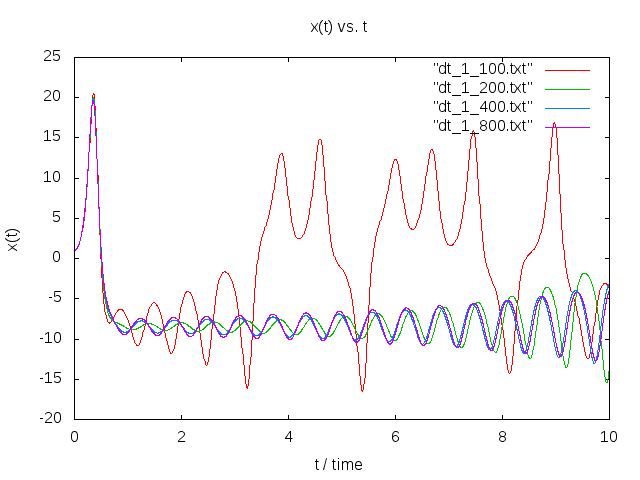 x(t) vs. t
"dt_1_100.txt"
"dt_1_200.txt"
"dt_1_400.txt"
"dt_1_800.txt"
25
20
15
10
5
0
-5
-10
-15
-20
x(t)
0 2 4 6 8 10
t / time